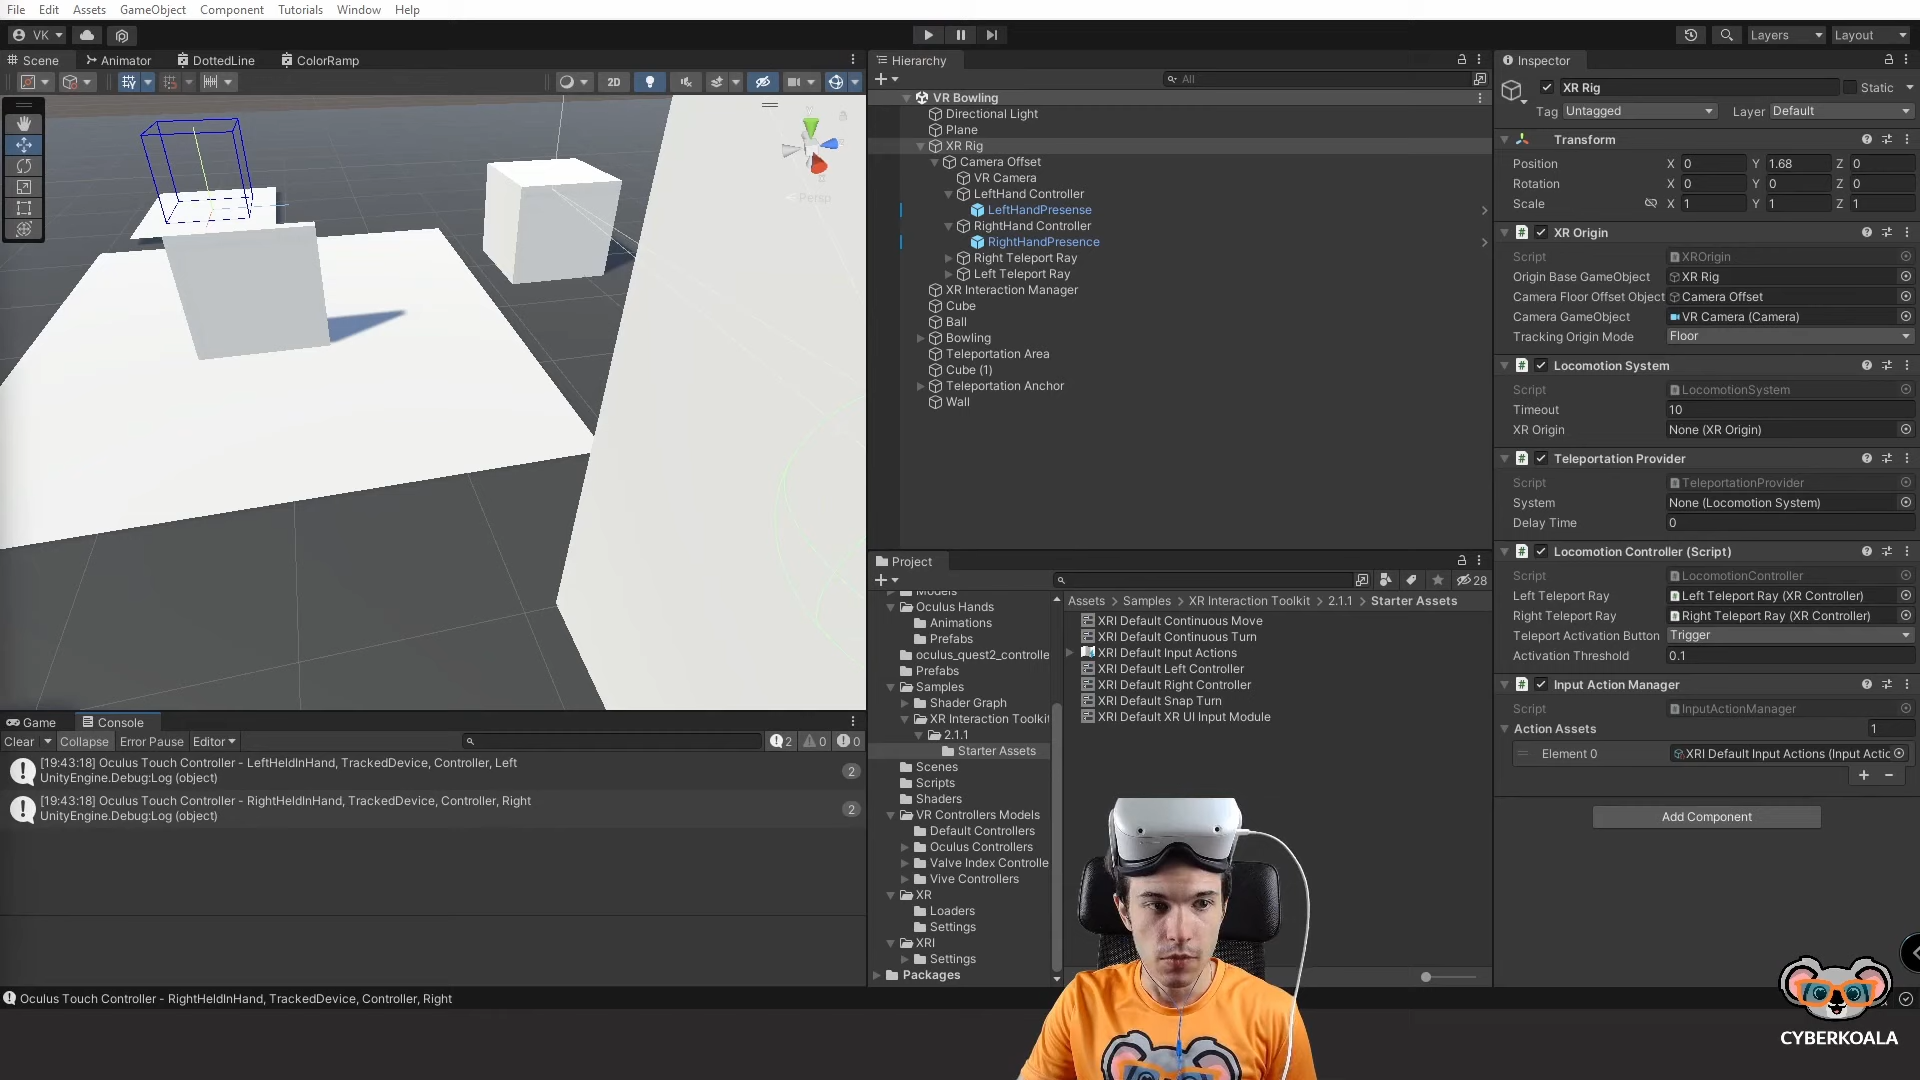 File Edit Assets GameObject Component Tutorials Window Help
VK Layers Layout
Scene Animator DottedLine ColorRamp
2D
Persp
Hierarchy
All
VR Bowling
Directional Light
Plane
XR Rig
Camera Offset
VR Camera
LeftHand Controller
LeftHandPresense
RightHand Controller
RightHandPresence
Right Teleport Ray
Left Teleport Ray
XR Interaction Manager
Cube
Ball
Bowling
Teleportation Area
Cube (1)
Teleportation Anchor
Wall
Inspector
XR Rig Static
Tag Untagged Layer Default
Transform
Position X 0 Y 1.68 Z 0
Rotation X 0 Y 0 Z 0
Scale X 1 Y 1 Z 1
XR Origin
Script XROrigin
Origin Base GameObject XR Rig
Camera Floor Offset Object Camera Offset
Camera GameObject VR Camera (Camera)
Tracking Origin Mode Floor
Locomotion System
Script LocomotionSystem
Timeout 10
XR Origin None (XR Origin)
Teleportation Provider
Script TeleportationProvider
System None (Locomotion System)
Delay Time 0
Locomotion Controller (Script)
Script LocomotionController
Left Teleport Ray Left Teleport Ray (XR Controller)
Right Teleport Ray Right Teleport Ray (XR Controller)
Teleport Activation Button Trigger
Activation Threshold 0.1
Input Action Manager
Script InputActionManager
Action Assets 1
Element 0 XRI Default Input Actions (Input Actic
Add Component
Project
28
Models
Oculus Hands
Animations
Prefabs
oculus_quest2_controlle
Prefabs
Samples
Shader Graph
XR Interaction Toolkit
2.1.1
Starter Assets
Scenes
Scripts
Shaders
VR Controllers Models
Default Controllers
Oculus Controllers
Valve Index Controlle
Vive Controllers
XR
Loaders
Settings
XRI
Settings
Packages
Assets > Samples > XR Interaction Toolkit > 2.1.1 > Starter Assets
XRI Default Continuous Move
XRI Default Continuous Turn
XRI Default Input Actions
XRI Default Left Controller
XRI Default Right Controller
XRI Default Snap Turn
XRI Default XR UI Input Module
Game Console
Clear Collapse Error Pause Editor 2 0 0
[19:43:18] Oculus Touch Controller - LeftHeldInHand, TrackedDevice, Controller, Left
UnityEngine.Debug:Log (object)
2
[19:43:18] Oculus Touch Controller - RightHeldInHand, TrackedDevice, Controller, Right
UnityEngine.Debug:Log (object)
2
Oculus Touch Controller - RightHeldInHand, TrackedDevice, Controller, Right
CYBERKOALA